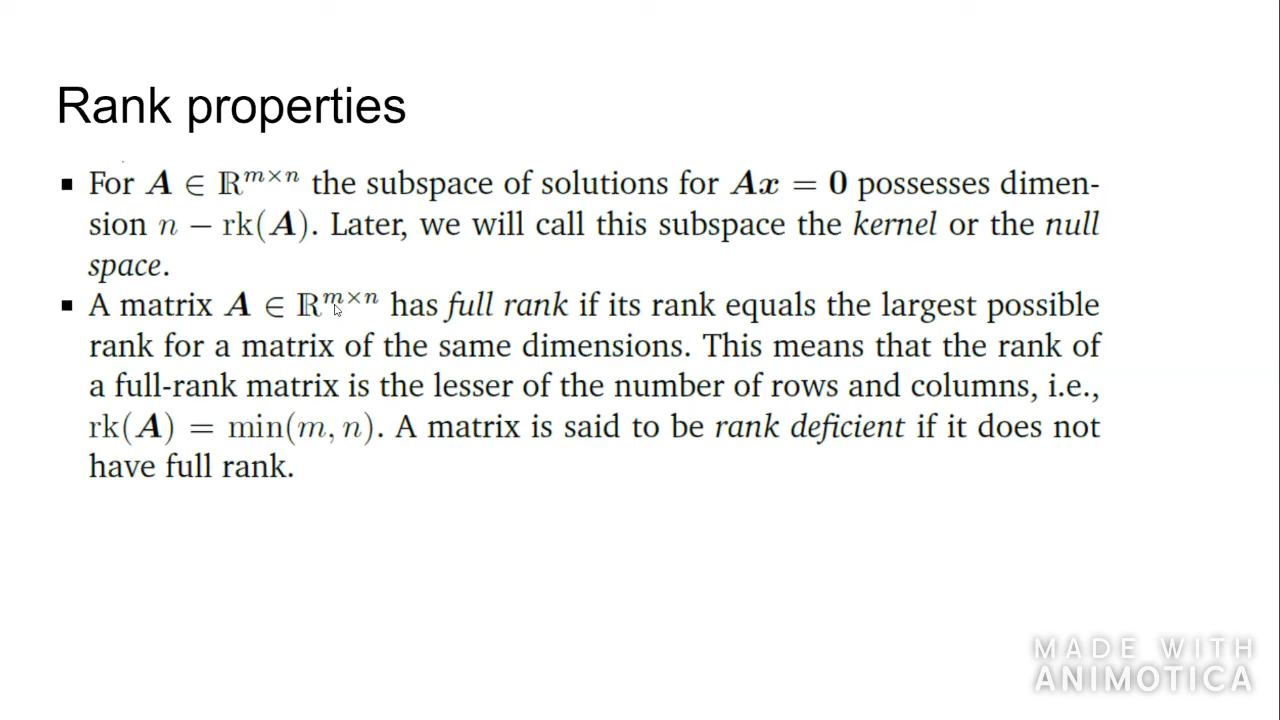 Rank properties
▪ For A ∈ ℝ^{m×n} the subspace of solutions for Ax = 0 possesses dimen-
sion n − rk(A). Later, we will call this subspace the kernel or the null
space.
▪ A matrix A ∈ ℝ^{m×n} has full rank if its rank equals the largest possible
rank for a matrix of the same dimensions. This means that the rank of
a full-rank matrix is the lesser of the number of rows and columns, i.e.,
rk(A) = min(m, n). A matrix is said to be rank deficient if it does not
have full rank.
MADE WITH
ANIMOTICA